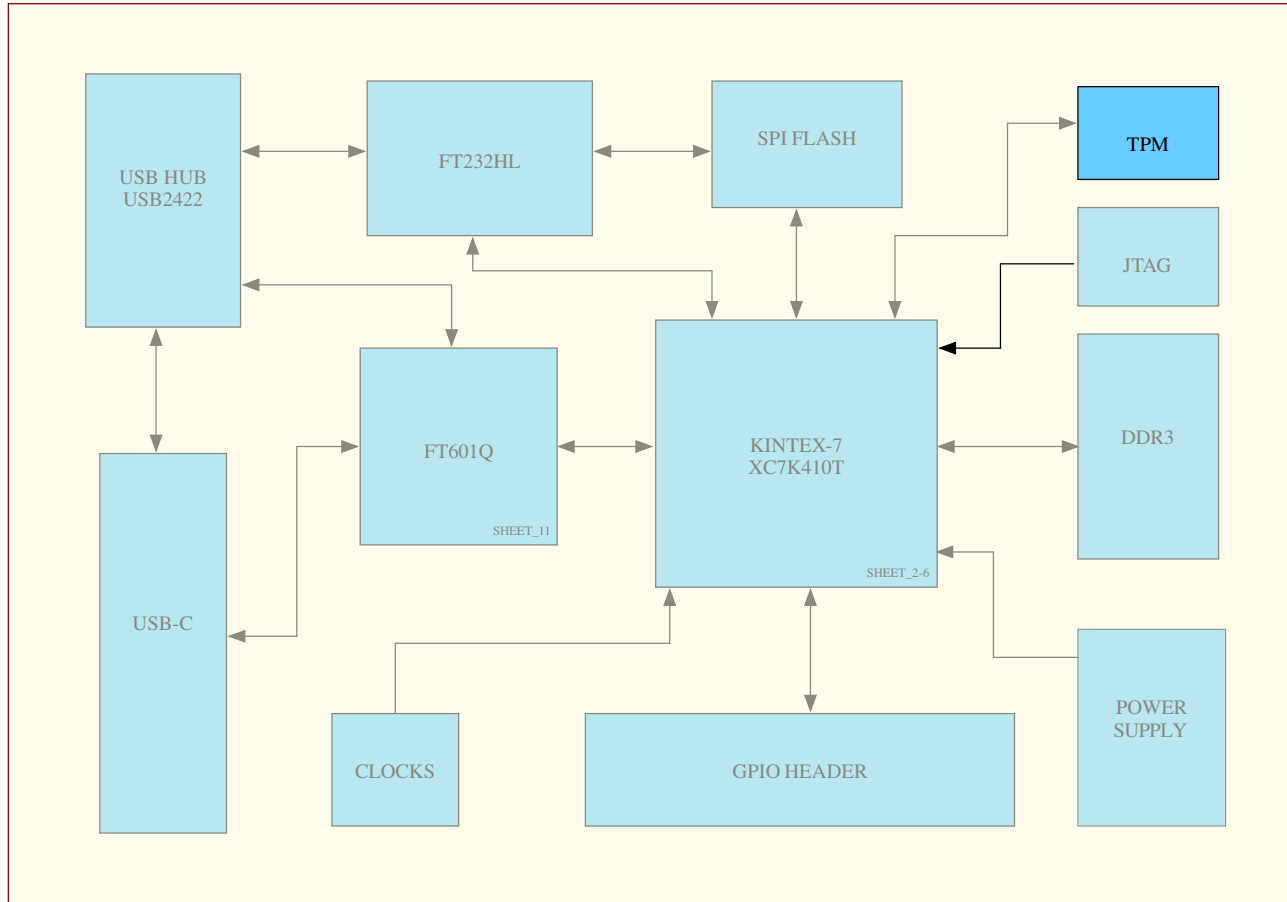 SPI FLASH
TPM
FT232HL
USB HUB
USB2422
JTAG
DDR3
KINTEX-7
XC7K410T
FT601Q
SHEET_11
SHEET_2-6
USB-C
POWER
SUPPLY
CLOCKS
GPIO HEADER